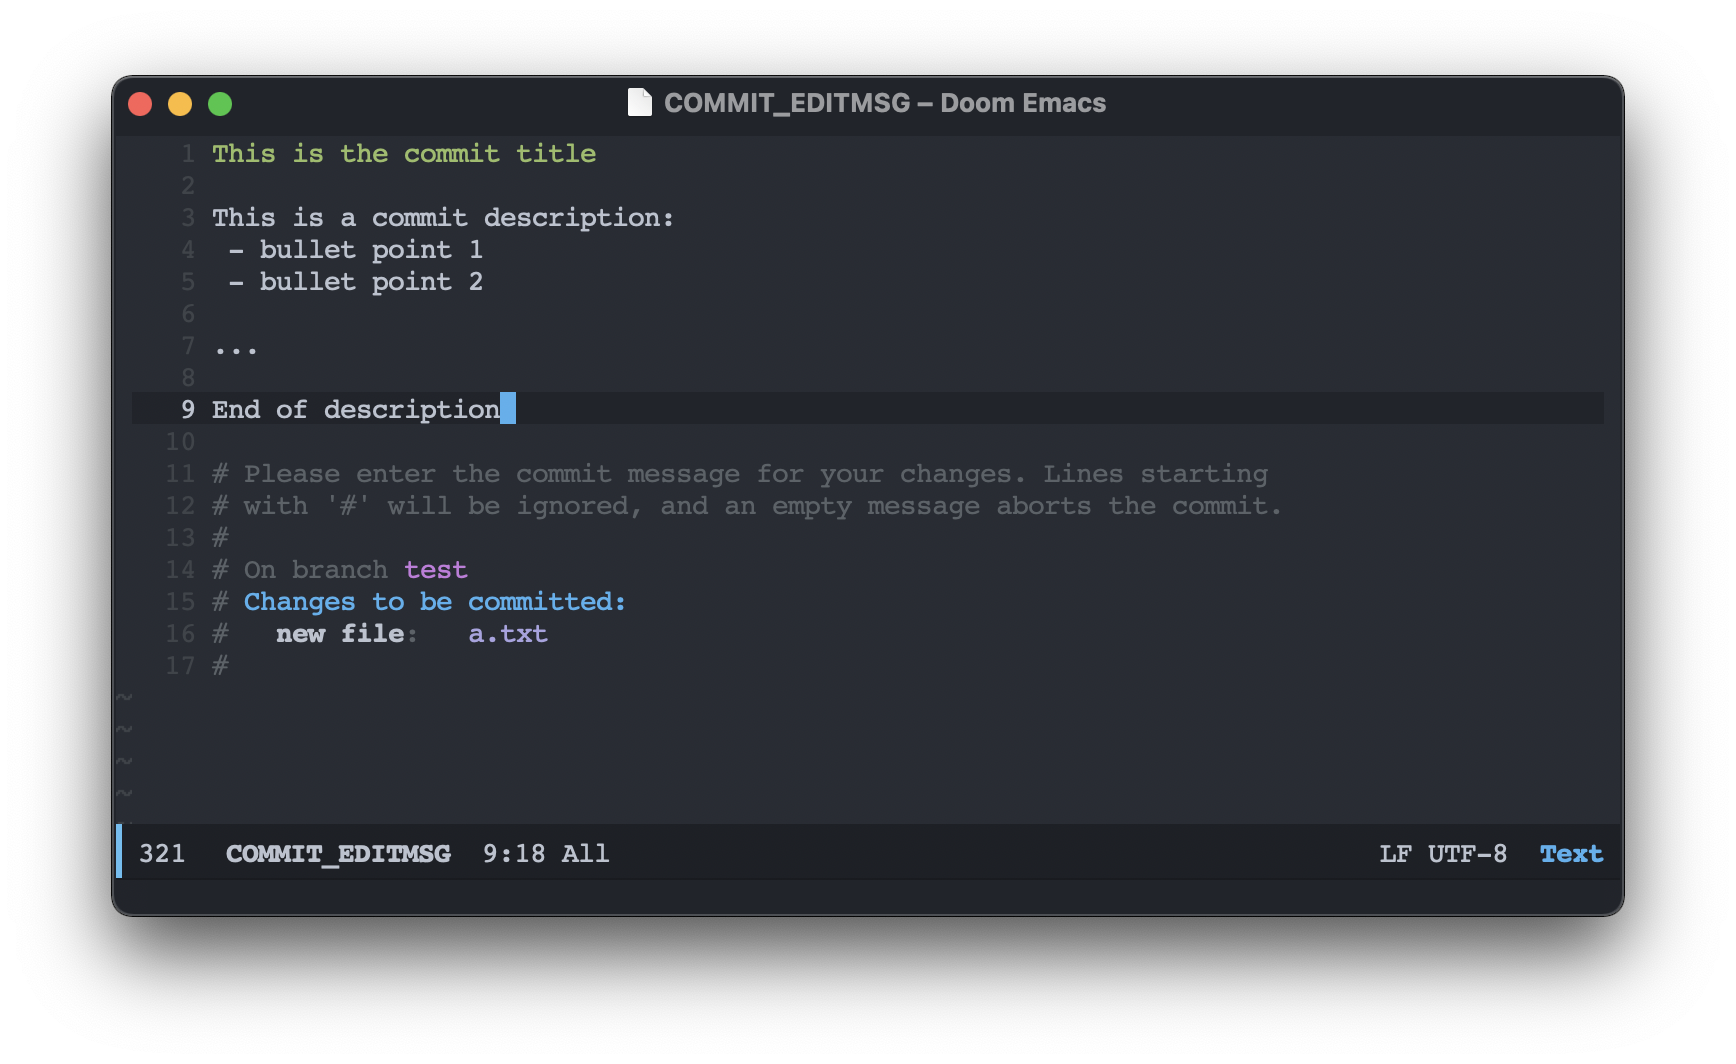 COMMIT_EDITMSG – Doom Emacs
1 This is the commit title
2
3 This is a commit description:
4  - bullet point 1
5  - bullet point 2
6
7 ...
8
9 End of description
10
11 # Please enter the commit message for your changes. Lines starting
12 # with '#' will be ignored, and an empty message aborts the commit.
13 #
14 # On branch test
15 # Changes to be committed:
16 #   new file:   a.txt
17 #
~
~
~
~
321 COMMIT_EDITMSG 9:18 All LF UTF-8 Text